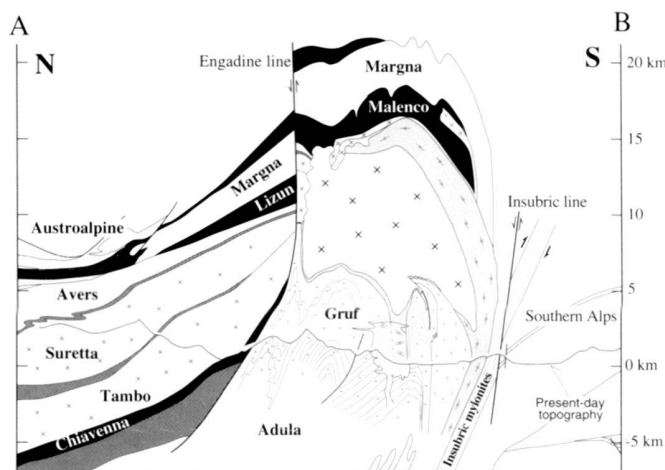 A
B
N
S
Engadine line
20 km
Margna
Malenco
15
Margna
Lizun
Insubric line
Austroalpine
10
Avers
5
Gruf
Southern Alps
Suretta
0 km
Tambo
Present-day
topography
Chiavenna
Adula
Insubric mylonites
-5 km